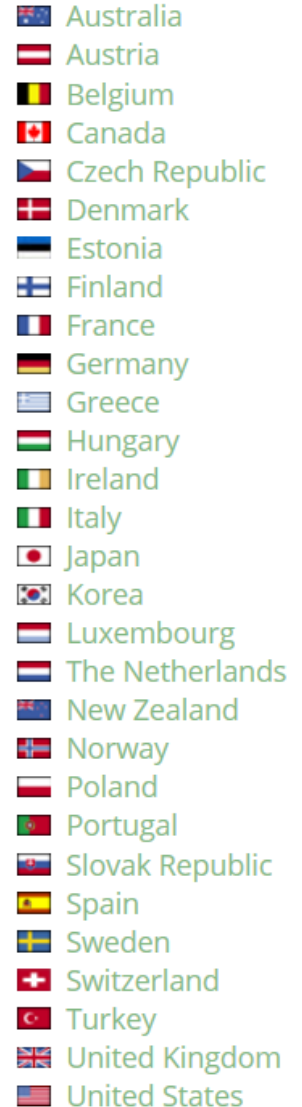 Australia
Austria
Belgium
Canada
Czech Republic
Denmark
Estonia
Finland
France
Germany
Greece
Hungary
Ireland
Italy
Japan
Korea
Luxembourg
The Netherlands
New Zealand
Norway
Poland
Portugal
Slovak Republic
Spain
Sweden
Switzerland
Turkey
United Kingdom
United States